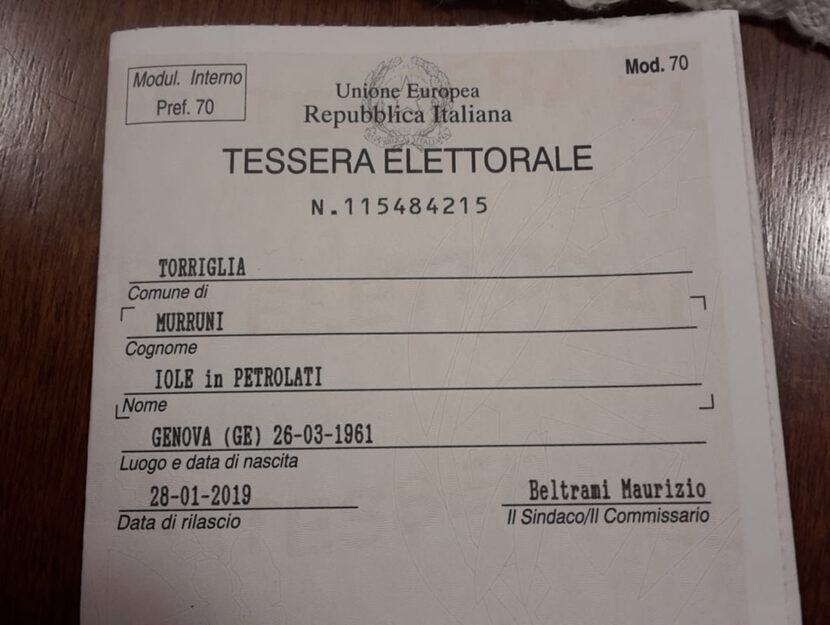 Modul. Interno
Pref. 70
Mod. 70
Unione Europea
Repubblica Italiana
TESSERA ELETTORALE
N.115484215
TORRIGLIA
Comune di
MURRUNI
Cognome
IOLE in PETROLATI
Nome
GENOVA (GE) 26-03-1961
Luogo e data di nascita
28-01-2019
Data di rilascio
Beltrami Maurizio
Il Sindaco/Il Commissario